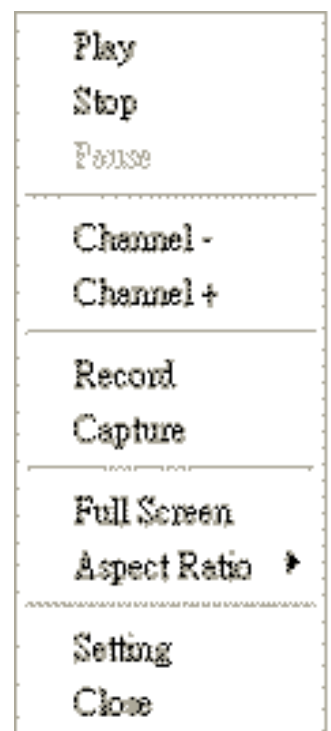 Play
Stop
Pause
Channel -
Channel +
Record
Capture
Full Screen
Aspect Ratio
Setting
Close